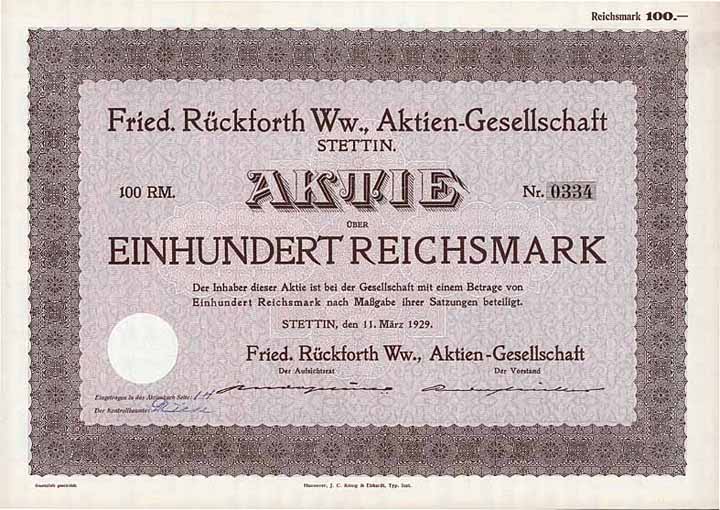 Reichsmark 100.—
Fried. Rückforth Ww., Aktien-Gesellschaft
STETTIN.
100 RM. AKTIE Nr. 0334
ÜBER
EINHUNDERT REICHSMARK
Der Inhaber dieser Aktie ist bei der Gesellschaft mit einem Betrage von
Einhundert Reichsmark nach Maßgabe ihrer Satzungen beteiligt.
STETTIN, den 11. März 1929.
Fried. Rückforth Ww., Aktien-Gesellschaft
Der Aufsichtsrat Der Vorstand
Eingetragen in das Aktienbuch Seite:
Der Kontrollbeamte:
Hannover, J. C. König & Ebhardt, Typ. Inst.